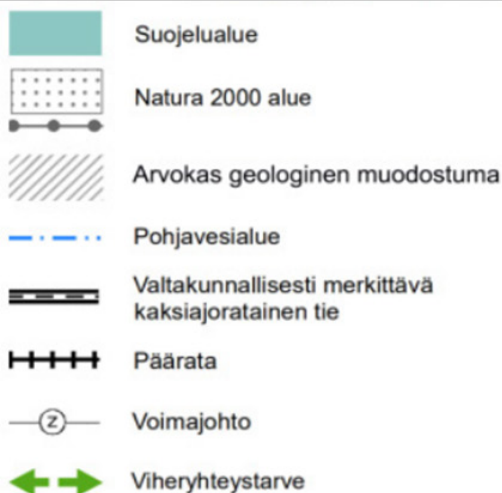 Suojelualue
Natura 2000 alue
Arvokas geologinen muodostuma
Pohjavesialue
Valtakunnallisesti merkittävä
kaksiajoratainen tie
Päärata
Z
Voimajohto
Viheryhteystarve